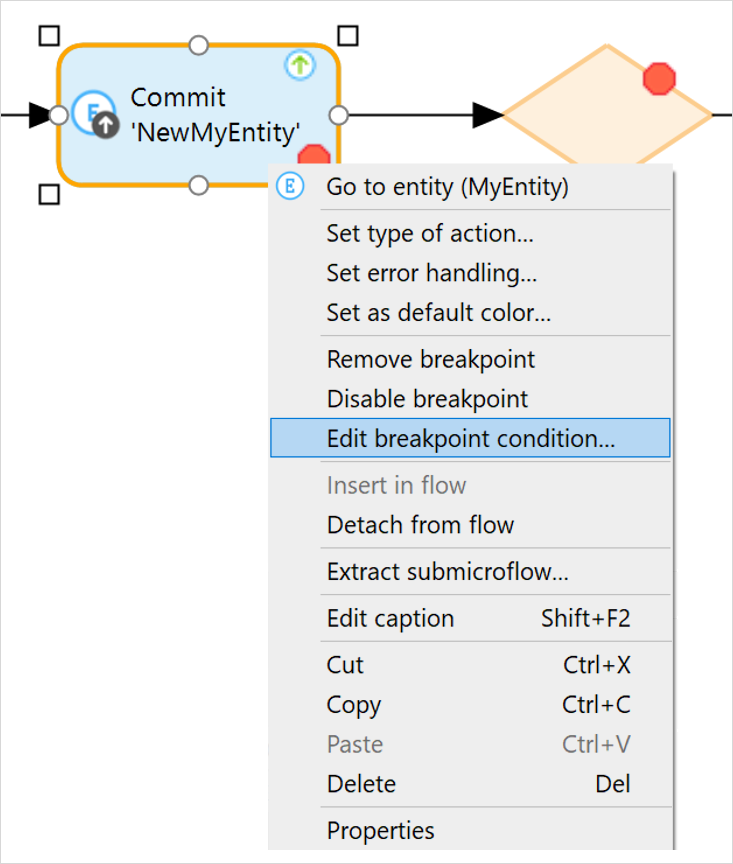 Commit
'NewMyEntity'
E
E
Go to entity (MyEntity)
Set type of action...
Set error handling...
Set as default color...
Remove breakpoint
Disable breakpoint
Edit breakpoint condition...
Insert in flow
Detach from flow
Extract submicroflow...
Edit caption Shift+F2
Cut Ctrl+X
Copy Ctrl+C
Paste Ctrl+V
Delete Del
Properties